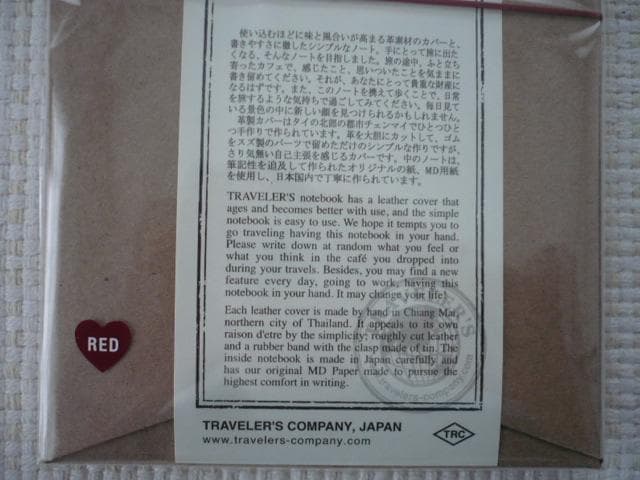 使い込むほどに味と風合いが高まる革素材のカバーと、
書きやすさに徹したシンプルなノート。手にとって旅に出た
くなる、そんなノートを目指しました。旅の途中、ふと立ち
寄ったカフェで、感じたこと、思いついたことを気ままに
書き留めてください。それが、あなたにとって貴重な財産に
なるはずです。また、このノートを携えて歩くことで、日常
を旅するような気持ちで過ごしてみてください。毎日見て
いる景色の中に新しい顔を見つけられるかもしれません。
革製カバーはタイの北部の都市チェンマイでひとつひと
つ手作りで作られています。革を大胆にカットして、ゴム
をスズ製のパーツで留めただけのシンプルな作りですが、
さり気無い自己主張を感じるカバーです。中のノートは、
筆記性を追及して作られたオリジナルの紙、MD用紙
を使用し、日本国内で丁寧に作られています。
TRAVELER'S notebook has a leather cover that
ages and becomes better with use, and the simple
notebook is easy to use. We hope it tempts you to
go traveling having this notebook in your hand.
Please write down at random what you feel or
what you think in the café you dropped into
during your travels. Besides, you may find a new
feature every day, going to work, having this
notebook in your hand. It may change your life!
Each leather cover is made by hand in Chiang Mai,
northern city of Thailand. It appeals to its own
raison d'etre by the simplicity; roughly cut leather
and a rubber band with the clasp made of tin. The
inside notebook is made in Japan carefully and
has our original MD Paper made to pursue the
highest comfort in writing.
RED
TRAVELER'S COMPANY, JAPAN
www.travelers-company.com
TRC